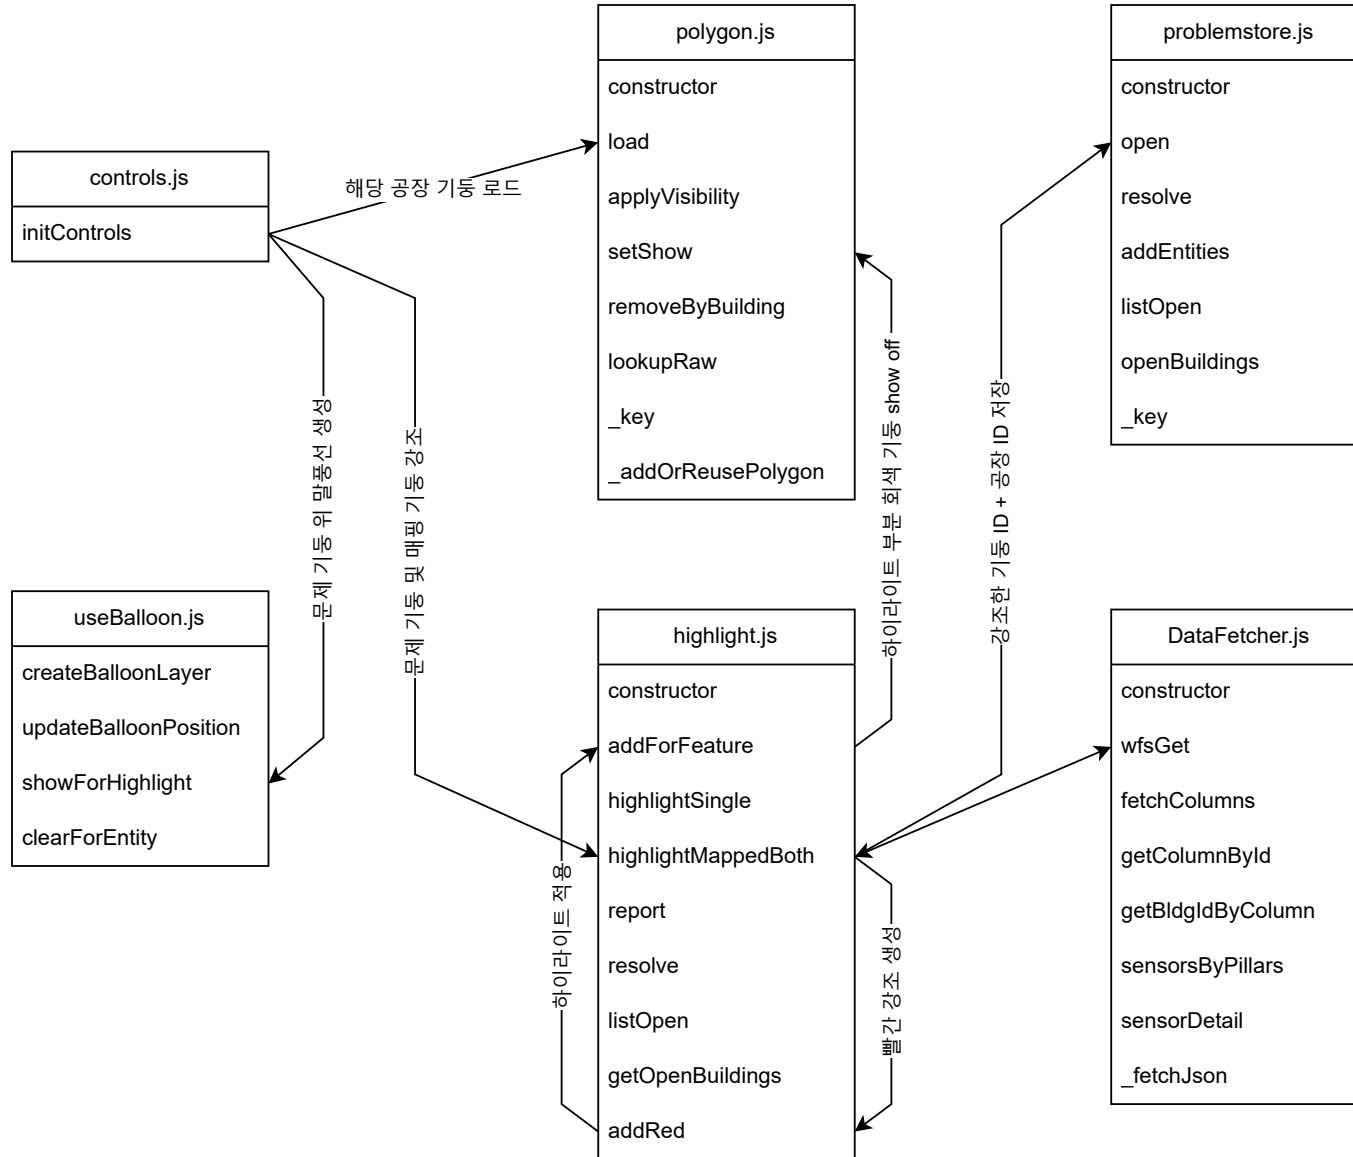 polygon.js
constructor
load
applyVisibility
setShow
removeByBuilding
lookupRaw
_key
_addOrReusePolygon
problemstore.js
constructor
open
resolve
addEntities
listOpen
openBuildings
_key
controls.js
initControls
해당 공장 기둥 로드
문제 기둥 위 말풍선 생성
문제 기둥 및 매핑 기둥 강조
하이라이트 부분 회색 기둥 show off
강조한 기둥 ID + 공장 ID 저장
useBalloon.js
createBalloonLayer
updateBalloonPosition
showForHighlight
clearForEntity
highlight.js
constructor
addForFeature
highlightSingle
highlightMappedBoth
report
resolve
listOpen
getOpenBuildings
addRed
하이라이트 적용
빨간 강조 생성
DataFetcher.js
constructor
wfsGet
fetchColumns
getColumnById
getBldgIdByColumn
sensorsByPillars
sensorDetail
_fetchJson